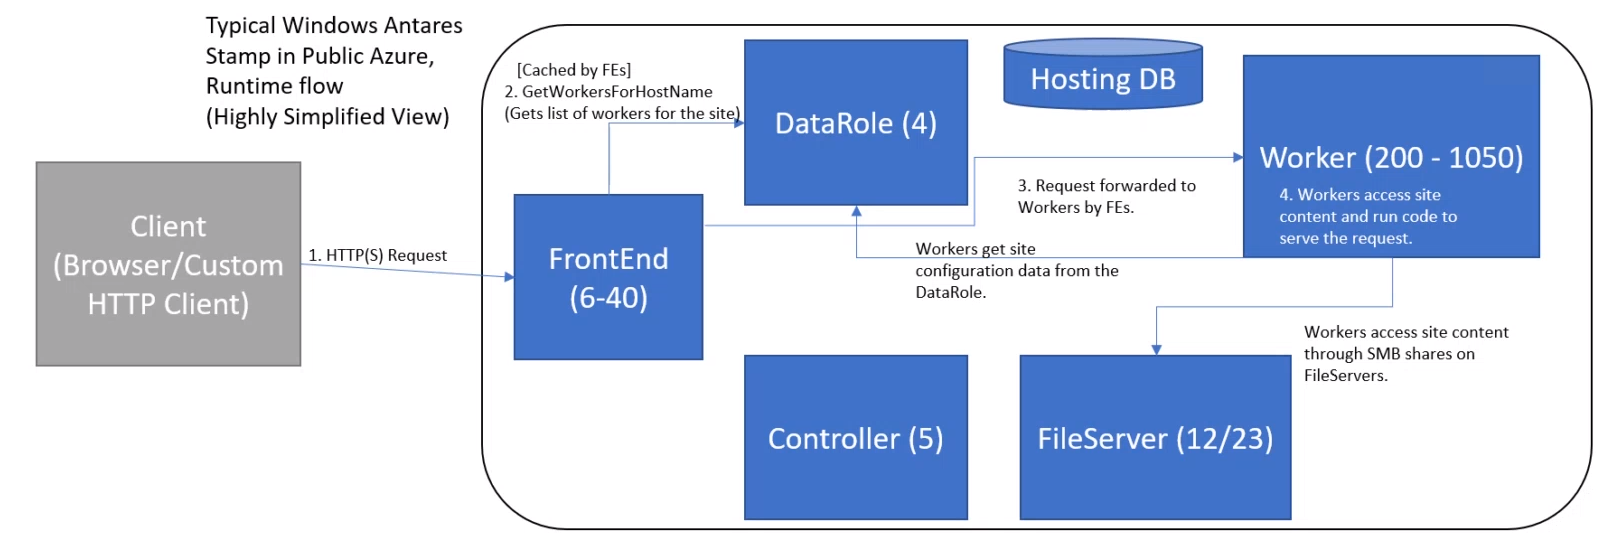 Typical Windows Antares
Stamp in Public Azure,
Runtime flow
(Highly Simplified View)
Client
(Browser/Custom
HTTP Client)
1. HTTP(S) Request
[Cached by FEs]
2. GetWorkersForHostName
(Gets list of workers for the site)
FrontEnd
(6-40)
DataRole (4)
Hosting DB
3. Request forwarded to
Workers by FEs.
Worker (200 - 1050)
4. Workers access site
content and run code to
serve the request.
Workers get site
configuration data from the
DataRole.
Workers access site content
through SMB shares on
FileServers.
Controller (5)
FileServer (12/23)